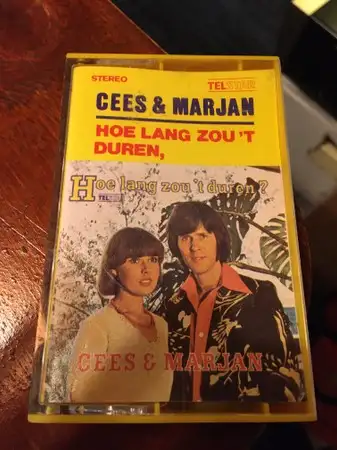 STEREO
TELSTAR
CEES & MARJAN
HOE LANG ZOU 'T
DUREN,
Hoe lang zou 't duren?
TELSTAR
CEES & MARJAN